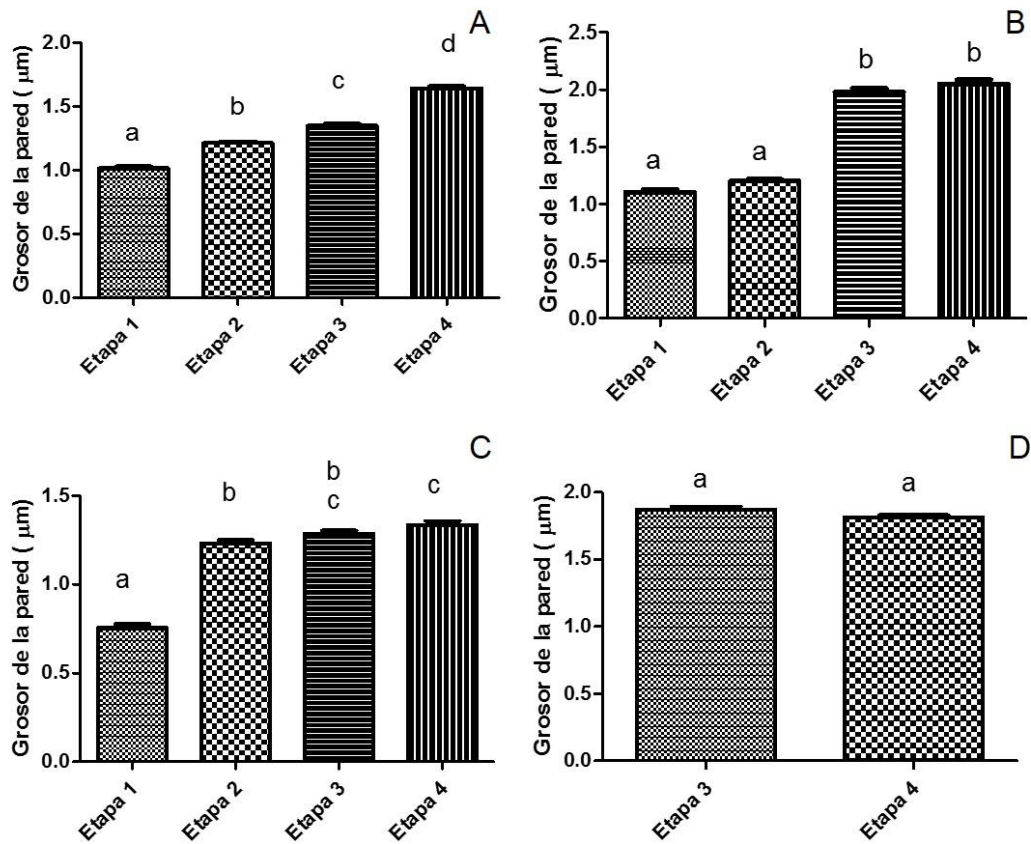 A
Grosor de la pared ( μm)
2.0
1.5
1.0
0.5
0.0
a
b
c
d
Etapa 1
Etapa 2
Etapa 3
Etapa 4
B
Grosor de la pared ( μm)
2.5
2.0
1.5
1.0
0.5
0.0
a
a
b
b
Etapa 1
Etapa 2
Etapa 3
Etapa 4
C
Grosor de la pared ( μm)
1.5
1.0
0.5
0.0
a
b
b
c
c
Etapa 1
Etapa 2
Etapa 3
Etapa 4
D
Grosor de la pared ( μm)
2.0
1.5
1.0
0.5
0.0
a
a
Etapa 3
Etapa 4